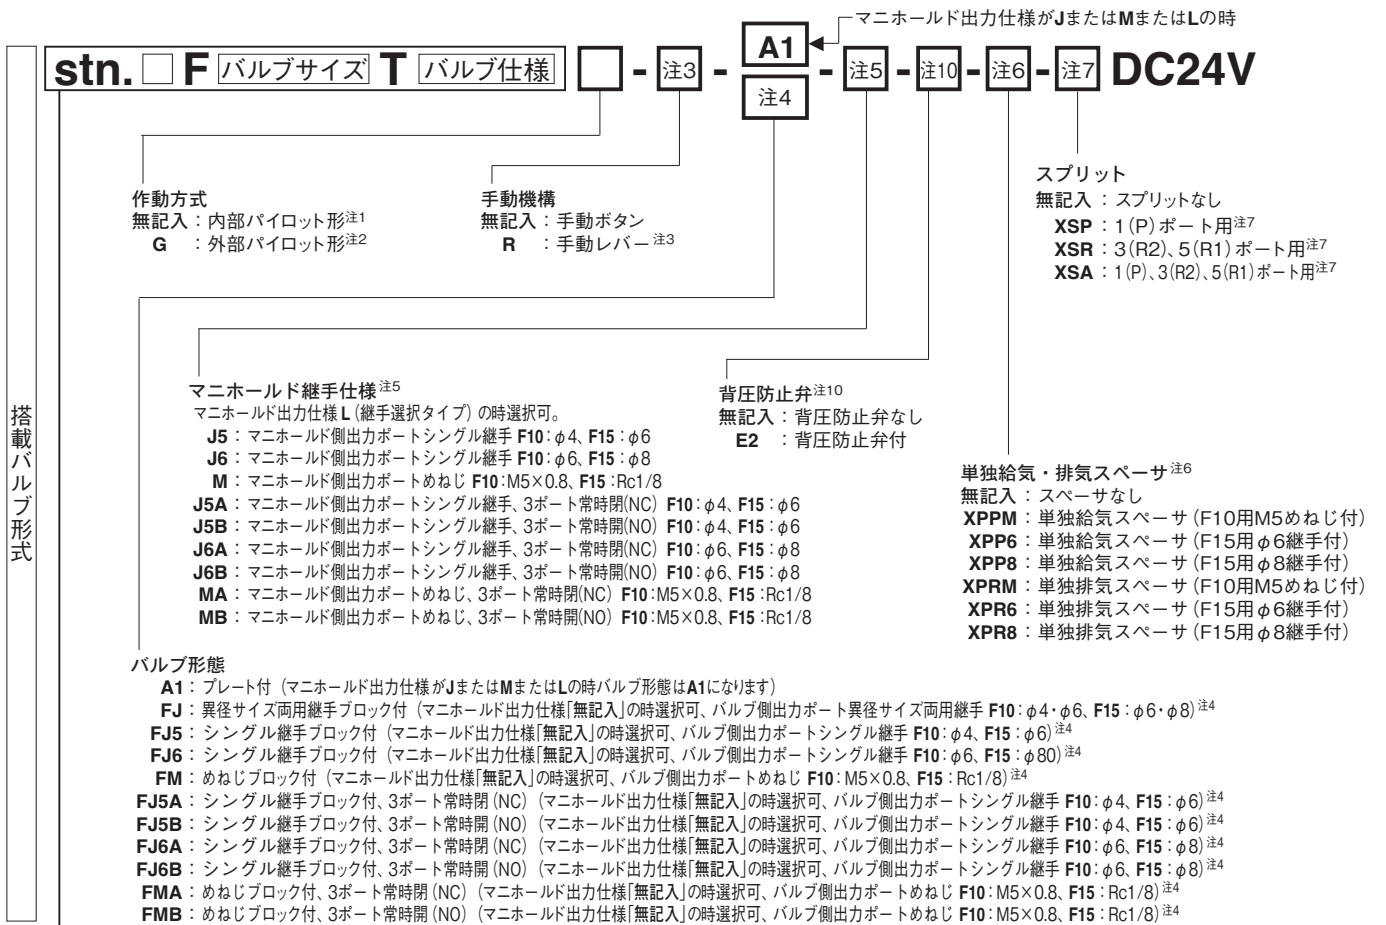 マニホールド出力仕様がJまたはMまたはLの時
stn. □ F バルブサイズ T バルブ仕様 □ - 注3 - A1 注4 - 注5 - 注10 - 注6 - 注7 DC24V
搭載バルブ形式
作動方式
無記入：内部パイロット形注1
G ：外部パイロット形注2
手動機構
無記入：手動ボタン
R ：手動レバー注3
スプリット
無記入：スプリットなし
XSP：1(P)ポート用注7
XSR：3(R2)、5(R1)ポート用注7
XSA：1(P)、3(R2)、5(R1)ポート用注7
マニホールド継手仕様注5
マニホールド出力仕様L（継手選択タイプ）の時選択可。
J5：マニホールド側出力ポートシングル継手 F10：φ4、F15：φ6
J6：マニホールド側出力ポートシングル継手 F10：φ6、F15：φ8
M：マニホールド側出力ポートめねじ F10：M5×0.8、F15：Rc1/8
J5A：マニホールド側出力ポートシングル継手、3ポート常時閉(NC) F10：φ4、F15：φ6
J5B：マニホールド側出力ポートシングル継手、3ポート常時開(NO) F10：φ4、F15：φ6
J6A：マニホールド側出力ポートシングル継手、3ポート常時閉(NC) F10：φ6、F15：φ8
J6B：マニホールド側出力ポートシングル継手、3ポート常時開(NO) F10：φ6、F15：φ8
MA：マニホールド側出力ポートめねじ、3ポート常時閉(NC) F10：M5×0.8、F15：Rc1/8
MB：マニホールド側出力ポートめねじ、3ポート常時開(NO) F10：M5×0.8、F15：Rc1/8
背圧防止弁注10
無記入：背圧防止弁なし
E2 ：背圧防止弁付
単独給気・排気スペーサ注6
無記入：スペーサなし
XPPM：単独給気スペーサ（F10用M5めねじ付）
XPP6：単独給気スペーサ（F15用φ6継手付）
XPP8：単独給気スペーサ（F15用φ8継手付）
XPRM：単独排気スペーサ（F10用M5めねじ付）
XPR6：単独排気スペーサ（F15用φ6継手付）
XPR8：単独排気スペーサ（F15用φ8継手付）
バルブ形態
A1：プレート付（マニホールド出力仕様がJまたはMまたはLの時バルブ形態はA1になります）
FJ：異径サイズ両用継手ブロック付（マニホールド出力仕様「無記入」の時選択可、バルブ側出力ポート異径サイズ両用継手 F10：φ4・φ6、F15：φ6・φ8）注4
FJ5：シングル継手ブロック付（マニホールド出力仕様「無記入」の時選択可、バルブ側出力ポートシングル継手 F10：φ4、F15：φ6）注4
FJ6：シングル継手ブロック付（マニホールド出力仕様「無記入」の時選択可、バルブ側出力ポートシングル継手 F10：φ6、F15：φ80）注4
FM：めねじブロック付（マニホールド出力仕様「無記入」の時選択可、バルブ側出力ポートめねじ F10：M5×0.8、F15：Rc1/8）注4
FJ5A：シングル継手ブロック付、3ポート常時閉（NC）（マニホールド出力仕様「無記入」の時選択可、バルブ側出力ポートシングル継手 F10：φ4、F15：φ6）注4
FJ5B：シングル継手ブロック付、3ポート常時開（NO）（マニホールド出力仕様「無記入」の時選択可、バルブ側出力ポートシングル継手 F10：φ4、F15：φ6）注4
FJ6A：シングル継手ブロック付、3ポート常時閉（NC）（マニホールド出力仕様「無記入」の時選択可、バルブ側出力ポートシングル継手 F10：φ6、F15：φ8）注4
FJ6B：シングル継手ブロック付、3ポート常時開（NO）（マニホールド出力仕様「無記入」の時選択可、バルブ側出力ポートシングル継手 F10：φ6、F15：φ8）注4
FMA：めねじブロック付、3ポート常時閉（NC）（マニホールド出力仕様「無記入」の時選択可、バルブ側出力ポートめねじ F10：M5×0.8、F15：Rc1/8）注4
FMB：めねじブロック付、3ポート常時開（NO）（マニホールド出力仕様「無記入」の時選択可、バルブ側出力ポートめねじ F10：M5×0.8、F15：Rc1/8）注4